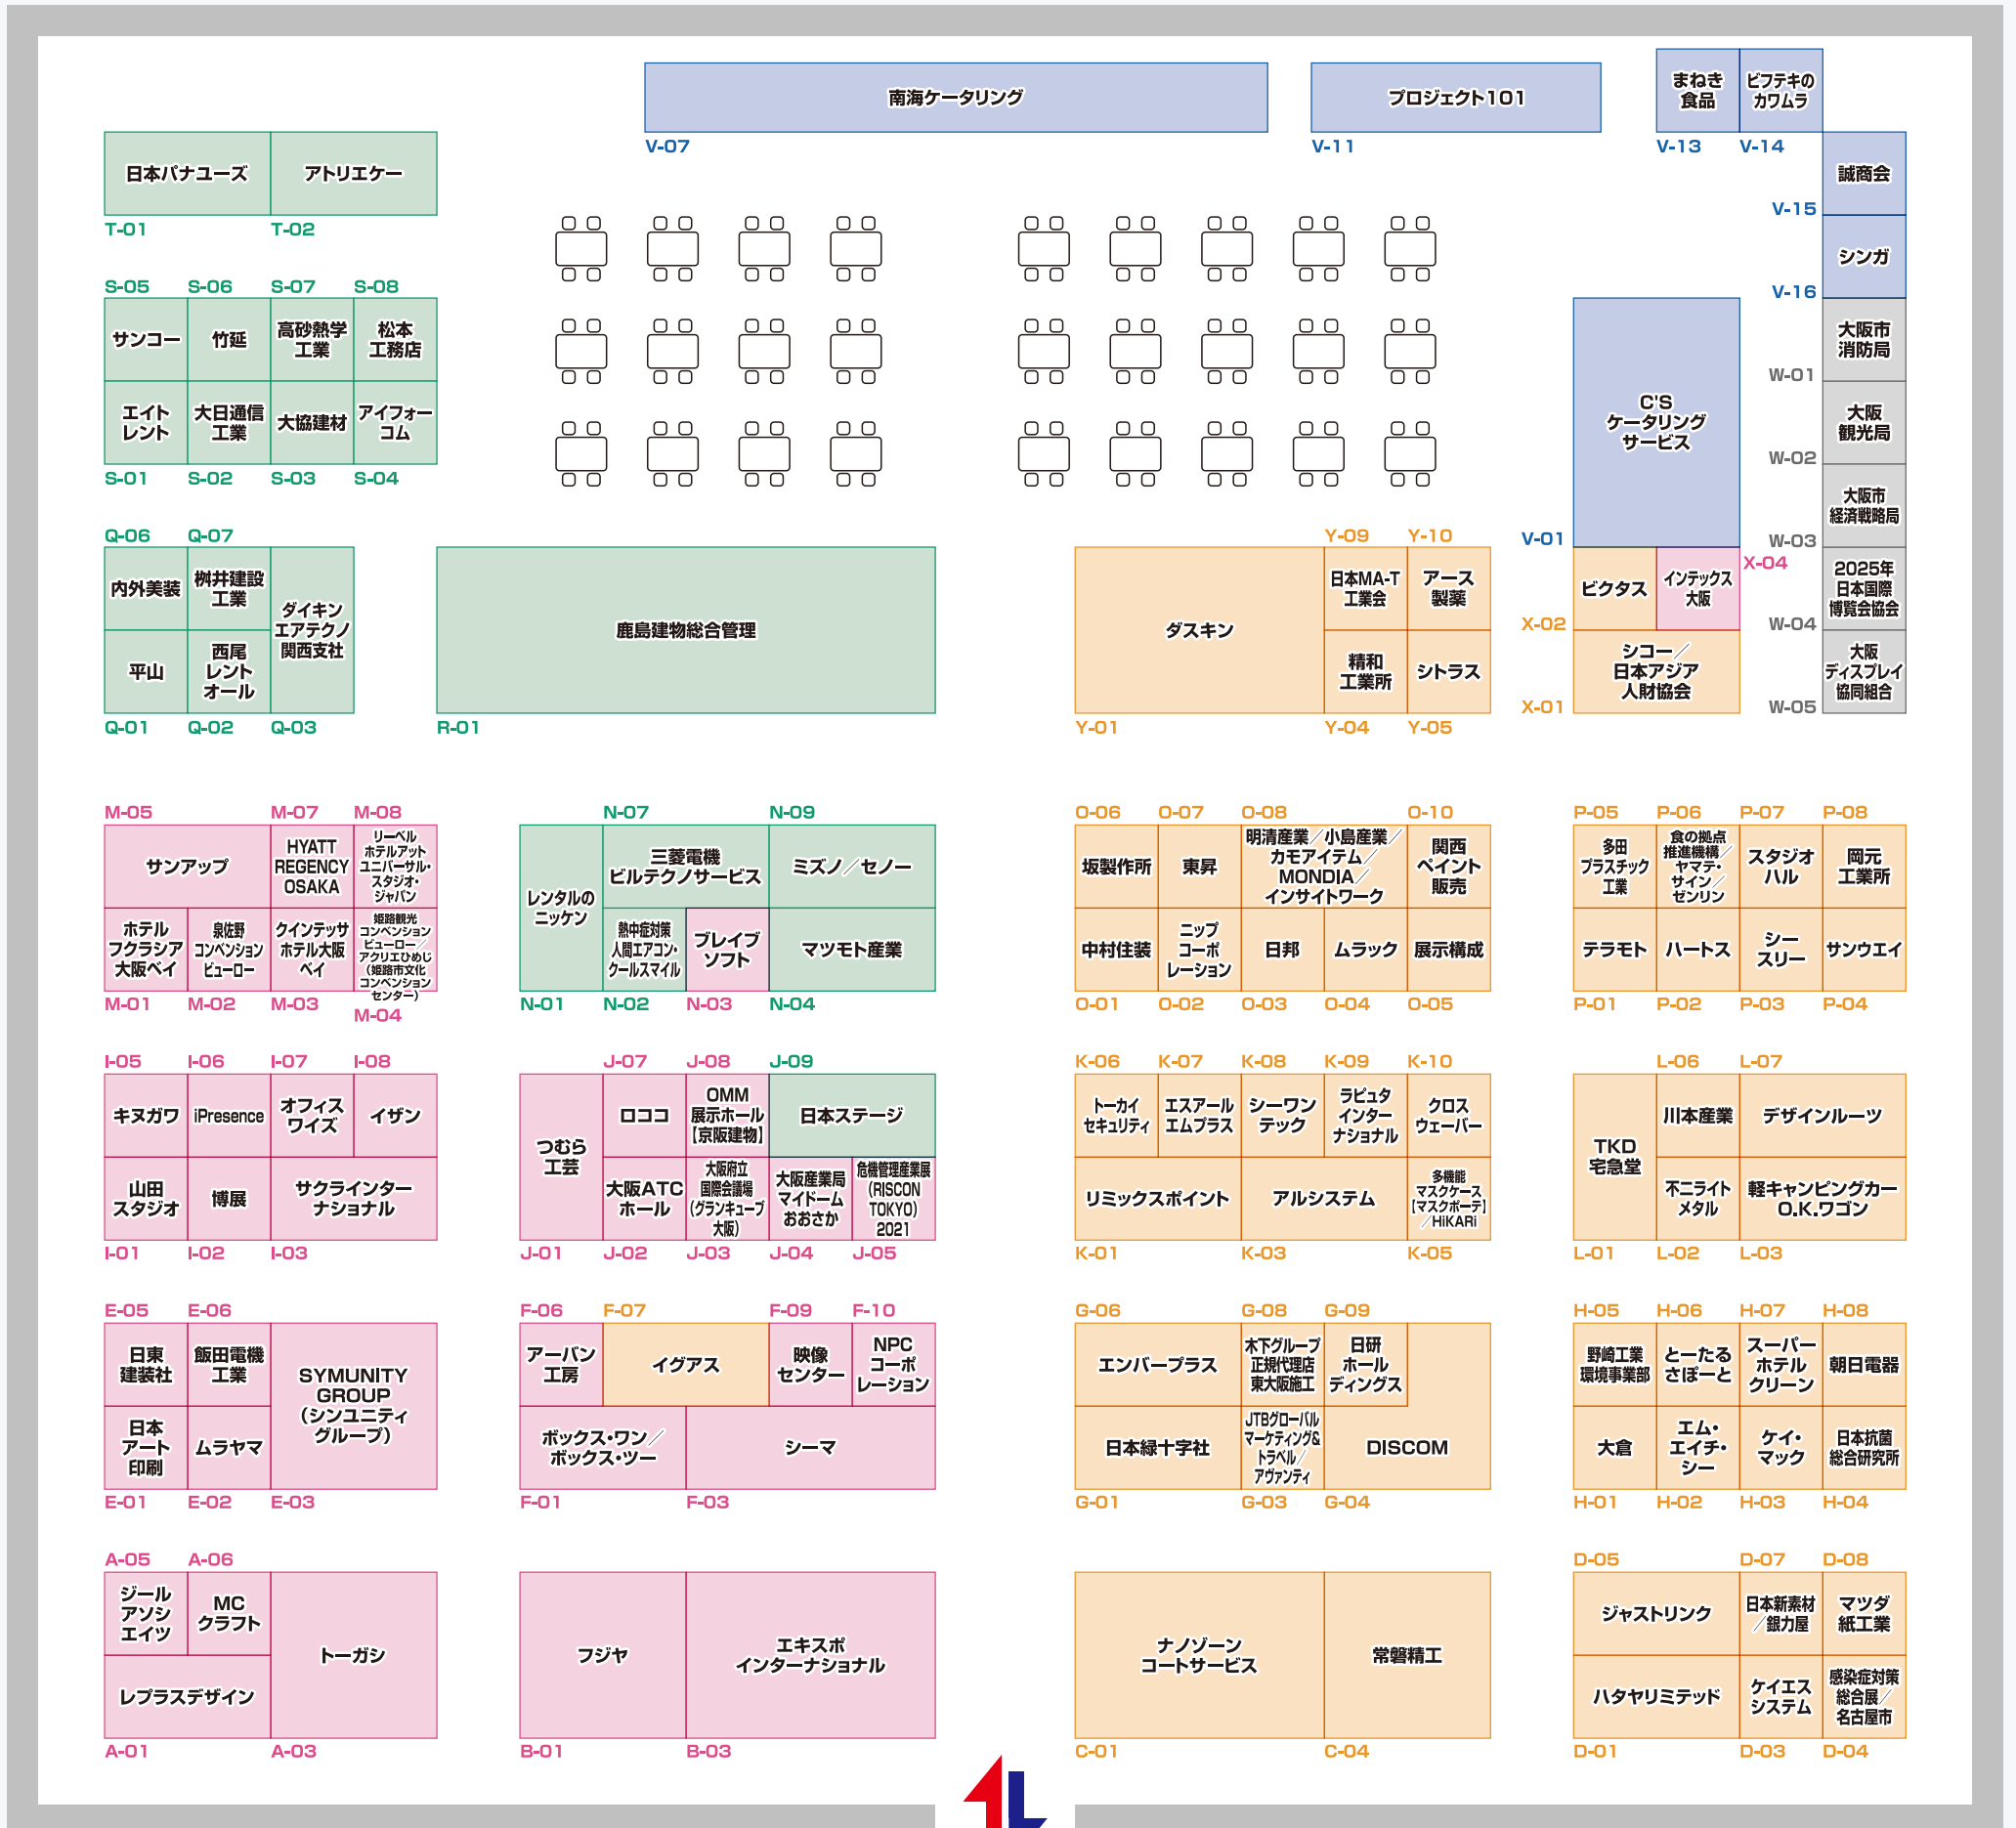 南海ケータリング
V-07
プロジェクト101
V-11
まねき
食品
V-13
ビフテキの
カワムラ
V-14
誠商会
V-15
シンガ
V-16
日本パナユーズ
T-01
アトリエケー
T-02
S-05
サンコー
S-06
竹延
S-07
高砂熱学
工業
S-08
松本
工務店
エイト
レント
S-01
大日通信
工業
S-02
大協建材
S-03
アイフォー
コム
S-04
C'S
ケータリング
サービス
V-01
大阪市
消防局
W-01
大阪
観光局
W-02
大阪市
経済戦略局
W-03
2025年
日本国際
博覧会協会
W-04
大阪
ディスプレイ
協同組合
W-05
Q-06
内外美装
Q-07
桝井建設
工業
ダイキン
エアテクノ
関西支社
Q-03
平山
Q-01
西尾
レント
オール
Q-02
鹿島建物総合管理
R-01
ダスキン
Y-01
Y-09
日本MA-T
工業会
Y-10
アース
製薬
精和
工業所
Y-04
シトラス
Y-05
ビクタス
X-02
インテックス
大阪
X-04
シコー／
日本アジア
人財協会
X-01
M-05
サンアップ
M-07
HYATT
REGENCY
OSAKA
M-08
リーベル
ホテルアット
ユニバーサル・
スタジオ・
ジャパン
ホテル
フクラシア
大阪ベイ
M-01
泉佐野
コンベンション
ビューロー
M-02
クインテッサ
ホテル大阪
ベイ
M-03
姫路観光
コンベンション
ビューロー／
アクリエひめじ
（姫路市文化
コンベンション
センター）
M-04
レンタルの
ニッケン
N-01
N-07
三菱電機
ビルテクノサービス
N-09
ミズノ／セノー
熱中症対策
人間エアコン・
クールスマイル
N-02
ブレイブ
ソフト
N-03
マツモト産業
N-04
O-06
坂製作所
O-07
東昇
O-08
明清産業／小島産業／
カモアイテム／
MONDIA／
インサイトワーク
O-10
関西
ペイント
販売
中村住装
O-01
ニップ
コーポ
レーション
O-02
日邦
O-03
ムラック
O-04
展示構成
O-05
P-05
多田
プラスチック
工業
P-06
食の拠点
推進機構／
ヤマテ・
サイン／
ゼンリン
P-07
スタジオ
ハル
P-08
岡元
工業所
テラモト
P-01
ハートス
P-02
シー
スリー
P-03
サンウエイ
P-04
I-05
キヌガワ
I-06
iPresence
I-07
オフィス
ワイズ
I-08
イザン
山田
スタジオ
I-01
博展
I-02
サクラインター
ナショナル
I-03
つむら
工芸
J-01
J-07
ロココ
J-08
OMM
展示ホール
【京阪建物】
J-09
日本ステージ
大阪ATC
ホール
J-02
大阪府立
国際会議場
（グランキューブ
大阪）
J-03
大阪産業局
マイドーム
おおさか
J-04
危機管理産業展
（RISCON
TOKYO）
2021
J-05
K-06
トーカイ
セキュリティ
K-07
エスアール
エムプラス
K-08
シーワン
テック
K-09
ラピュタ
インター
ナショナル
K-10
クロス
ウェーバー
リミックスポイント
K-01
アルシステム
K-03
多機能
マスクケース
【マスクポーテ】
／HiKARi
K-05
TKD
宅急堂
L-01
L-06
川本産業
L-07
デザインルーツ
不二ライト
メタル
L-02
軽キャンピングカー
O.K.ワゴン
L-03
E-05
日東
建装社
E-06
飯田電機
工業
SYMUNITY
GROUP
（シンユニティ
グループ）
E-03
日本
アート
印刷
E-01
ムラヤマ
E-02
F-06
アーバン
工房
F-07
イグアス
F-09
映像
センター
F-10
NPC
コーポ
レーション
ボックス・ワン／
ボックス・ツー
F-01
シーマ
F-03
G-06
エンバープラス
G-08
木下グループ
正規代理店
東大阪施工
G-09
日研
ホール
ディングス
日本緑十字社
G-01
JTBグローバル
マーケティング&
トラベル／
アヴァンティ
G-03
DISCOM
G-04
H-05
野崎工業
環境事業部
H-06
とーたる
さぽーと
H-07
スーパー
ホテル
クリーン
H-08
朝日電器
大倉
H-01
エム・
エイチ・
シー
H-02
ケイ・
マック
H-03
日本抗菌
総合研究所
H-04
A-05
ジール
アソシ
エイツ
A-06
MC
クラフト
トーガシ
A-03
レプラスデザイン
A-01
フジヤ
B-01
エキスポ
インターナショナル
B-03
ナノゾーン
コートサービス
C-01
常磐精工
C-04
D-05
ジャストリンク
D-07
日本新素材
／銀力屋
D-08
マツダ
紙工業
ハタヤリミテッド
D-01
ケイエス
システム
D-03
感染症対策
総合展／
名古屋市
D-04